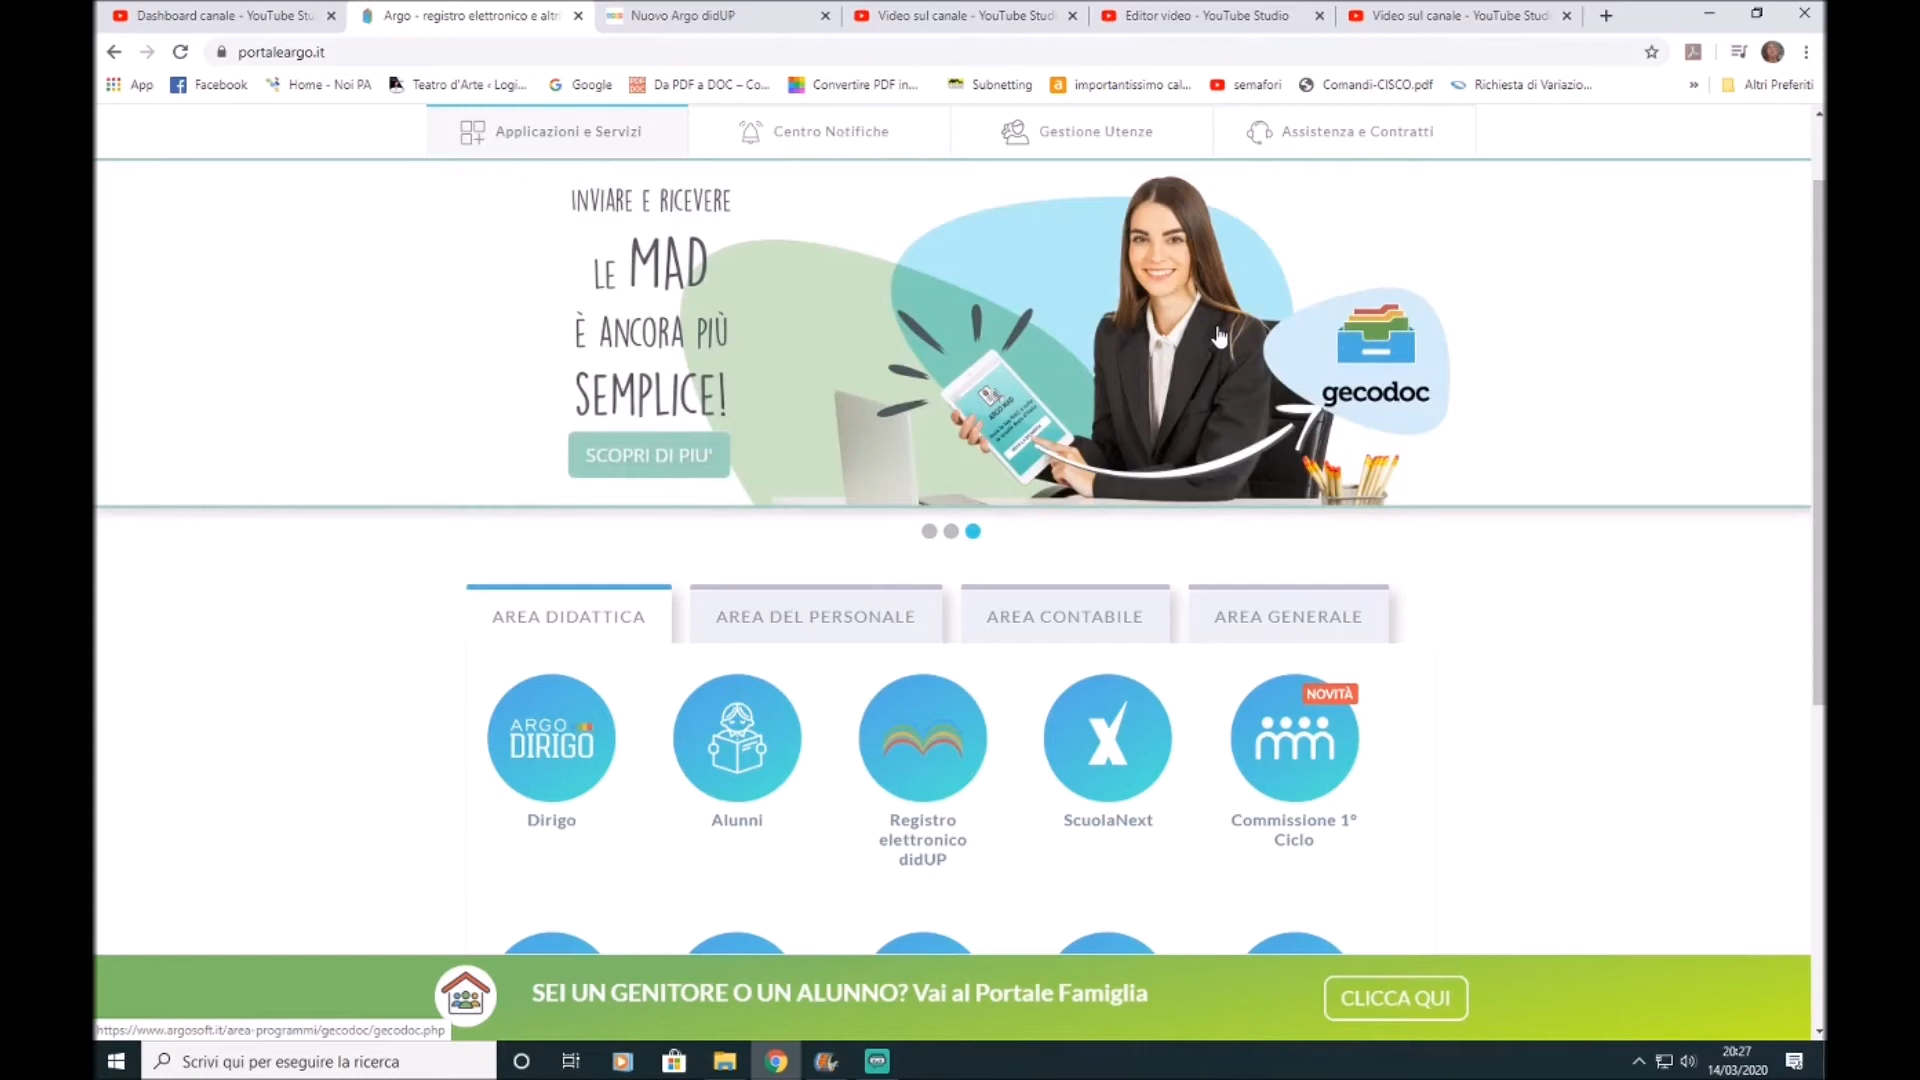 Dashboard canale - YouTube Stu
Argo - registro elettronico e altri
Nuovo Argo didUP
Video sul canale - YouTube Studi
Editor video - YouTube Studio
Video sul canale - YouTube Studi
portaleargo.it
App
Facebook
Home - Noi PA
Teatro d'Arte ‹ Logi...
Google
Da PDF a DOC – Co...
Convertire PDF in...
Subnetting
importantissimo cal...
semafori
Comandi-CISCO.pdf
Richiesta di Variazio...
»
Altri Preferiti
Applicazioni e Servizi
Centro Notifiche
Gestione Utenze
Assistenza e Contratti
INVIARE E RICEVERE
LE MAD
È ANCORA PIÙ
SEMPLICE!
SCOPRI DI PIU'
ARGO MAD
gecodoc
AREA DIDATTICA
AREA DEL PERSONALE
AREA CONTABILE
AREA GENERALE
ARGO
DIRIGO
NOVITÀ
Dirigo
Alunni
Registro
elettronico
didUP
ScuolaNext
Commissione 1°
Ciclo
SEI UN GENITORE O UN ALUNNO? Vai al Portale Famiglia
CLICCA QUI
https://www.argosoft.it/area-programmi/gecodoc/gecodoc.php
Scrivi qui per eseguire la ricerca
20:27
14/03/2020